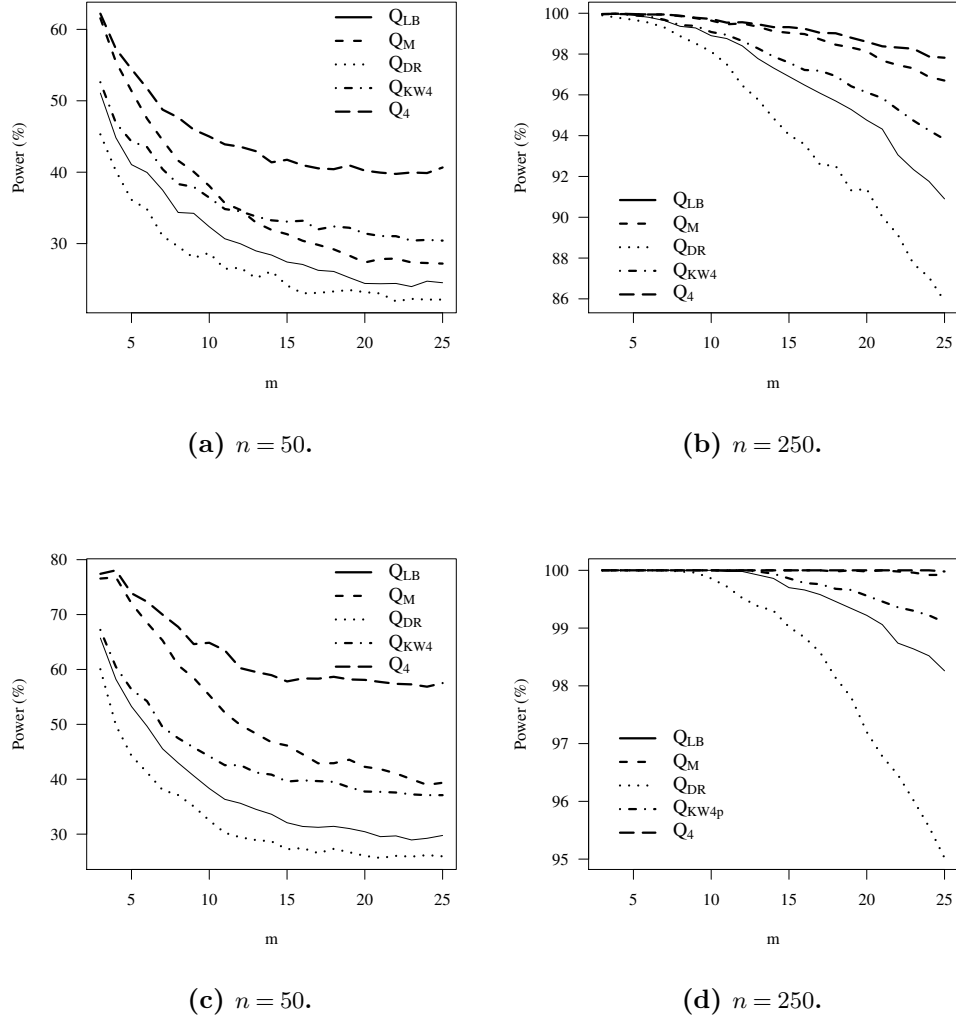 60
50
40
30
Power (%)
5 10 15 20 25
m
Q_LB
Q_M
Q_DR
Q_KW4
Q_4
(a) n = 50.
100
98
96
94
92
90
88
86
Power (%)
5 10 15 20 25
m
Q_LB
Q_M
Q_DR
Q_KW4
Q_4
(b) n = 250.
80
70
60
50
40
30
Power (%)
5 10 15 20 25
m
Q_LB
Q_M
Q_DR
Q_KW4
Q_4
(c) n = 50.
100
99
98
97
96
95
Power (%)
5 10 15 20 25
m
Q_LB
Q_M
Q_DR
Q_KW4p
Q_4
(d) n = 250.